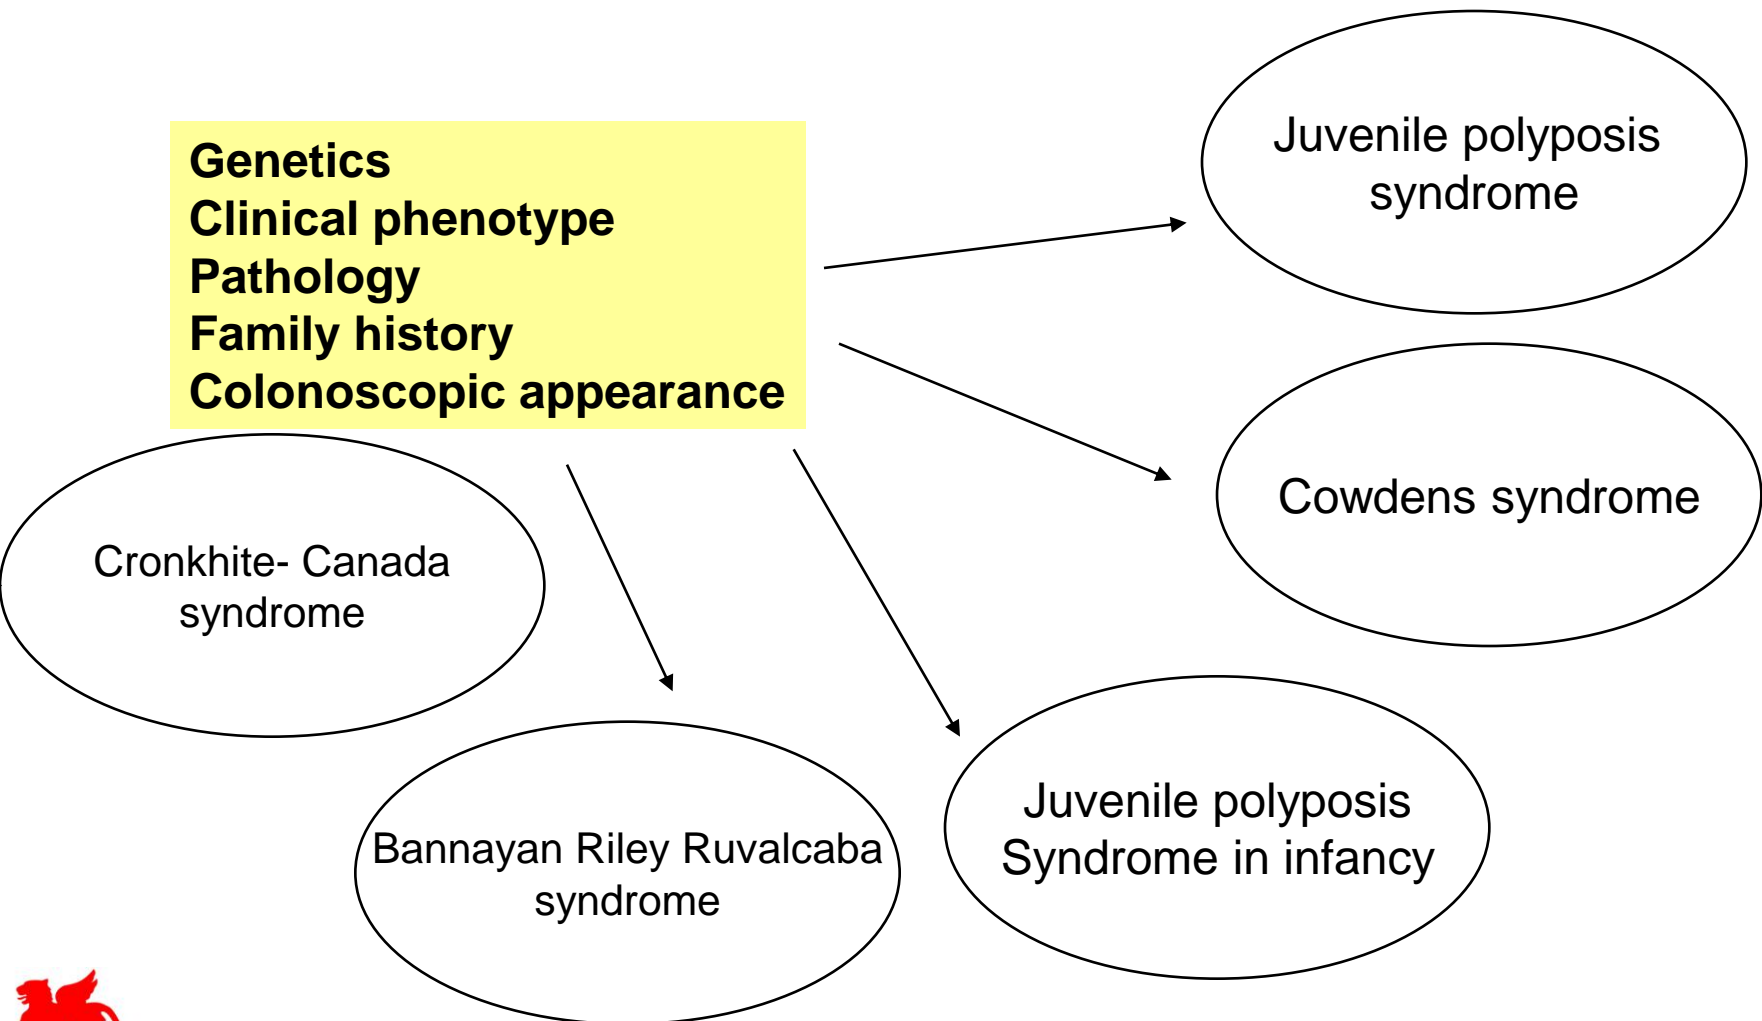 Genetics
Clinical phenotype
Pathology
Family history
Colonoscopic appearance
Juvenile polyposis
syndrome
Cowdens syndrome
Cronkhite- Canada
syndrome
Bannayan Riley Ruvalcaba
syndrome
Juvenile polyposis
Syndrome in infancy